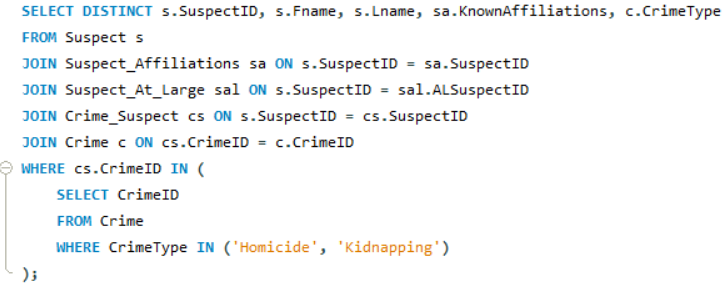 SELECT DISTINCT s.SuspectID, s.Fname, s.Lname, sa.KnownAffiliations, c.CrimeType
FROM Suspect s
JOIN Suspect_Affiliations sa ON s.SuspectID = sa.SuspectID
JOIN Suspect_At_Large sal ON s.SuspectID = sal.ALSuspectID
JOIN Crime_Suspect cs ON s.SuspectID = cs.SuspectID
JOIN Crime c ON cs.CrimeID = c.CrimeID
WHERE cs.CrimeID IN (
    SELECT CrimeID
    FROM Crime
    WHERE CrimeType IN ('Homicide', 'Kidnapping')
);